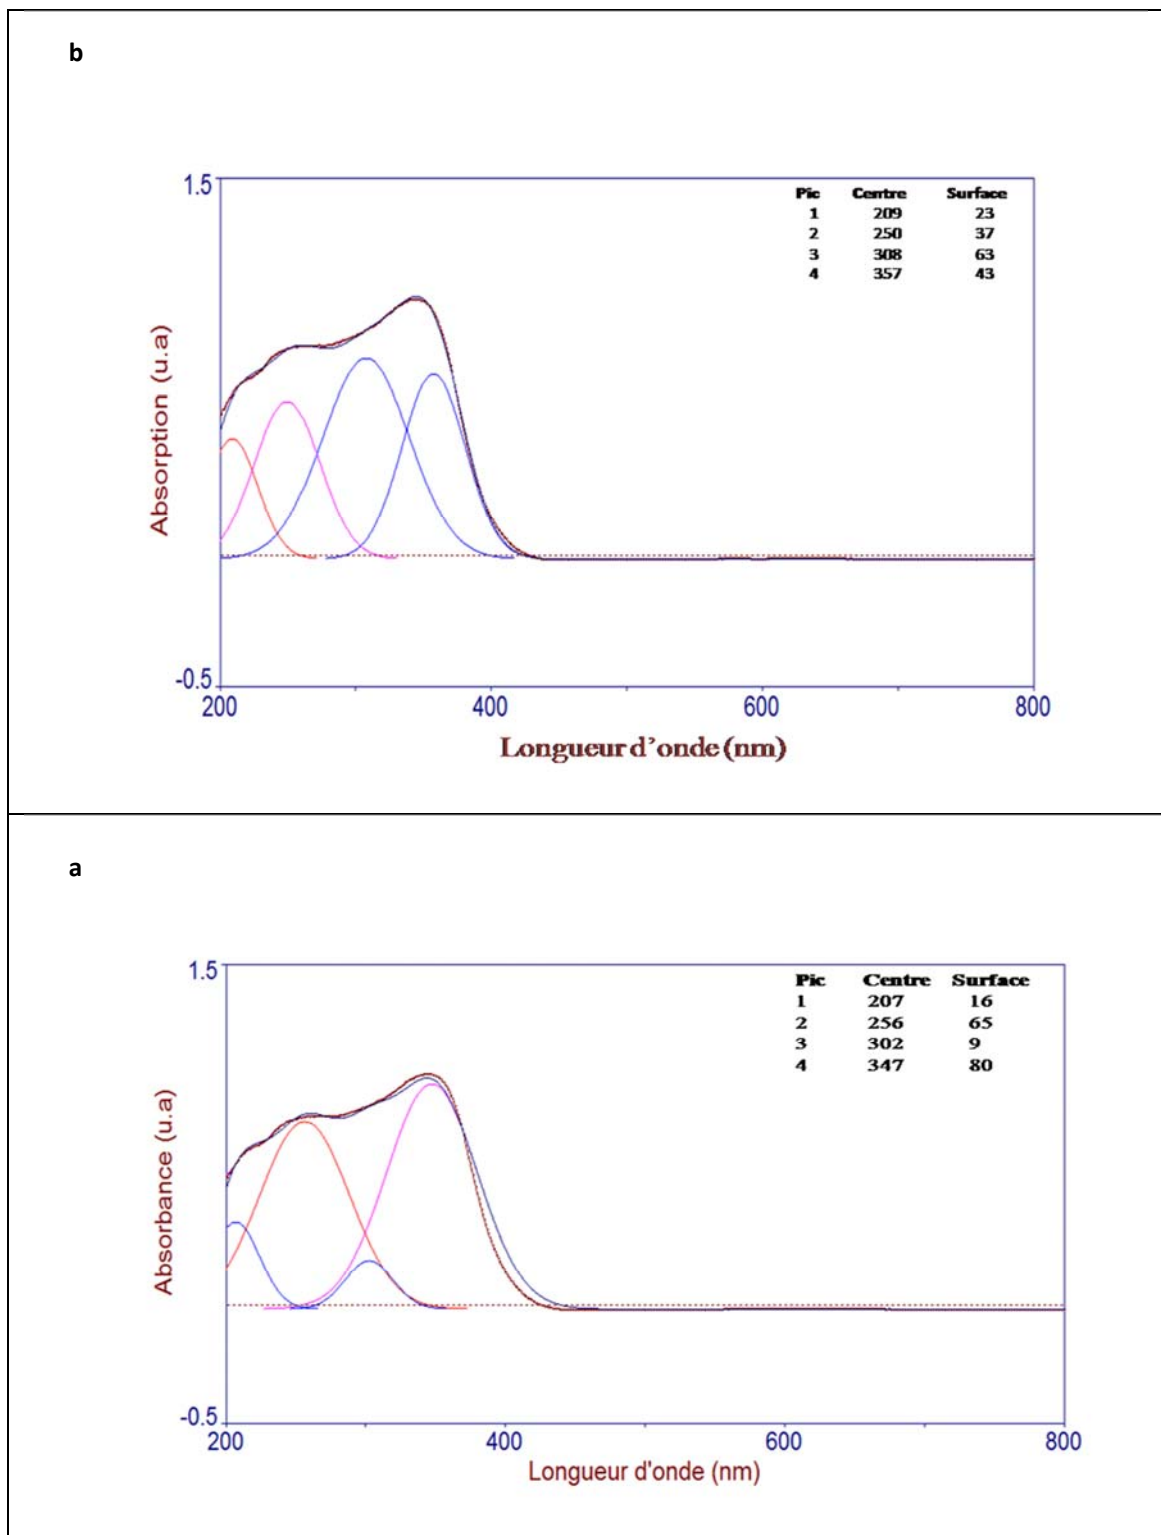 b
1.5
Pic Centre Surface
1 209 23
2 250 37
3 308 63
4 357 43
Absorption (u.a)
-0.5
200 400 600 800
Longueur d’onde (nm)
a
1.5
Pic Centre Surface
1 207 16
2 256 65
3 302 9
4 347 80
Absorbance (u.a)
-0.5
200 400 600 800
Longueur d'onde (nm)